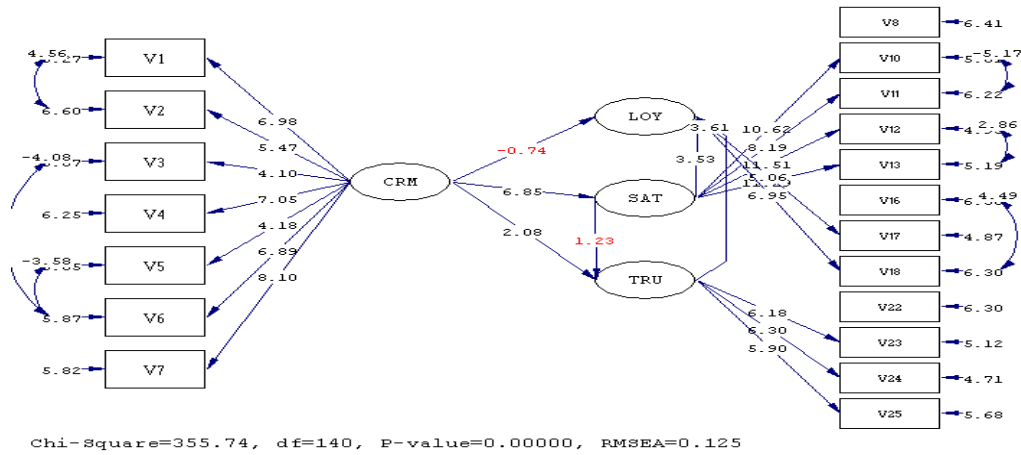 V8 6.41
4.56 V1 V10 -5.17
6.60 V2 6.98 LOY V11 6.22
3.61 10.62 V12 2.86
5.47 8.19
-4.08 V3 4.10 -0.74 3.53 11.51 V13 5.19
CRM 5.06
7.05 6.85 SAT 6.95 V16 4.49
6.25 V4 4.18 2.08 V17 4.87
1.23
6.89
-3.58 V5 8.10 TRU V18 6.30
5.87 V6 6.18 V22 6.30
6.30 V23 5.12
5.90
5.82 V7 V24 4.71
V25 5.68
Chi-Square=355.74, df=140, P-value=0.00000, RMSEA=0.125